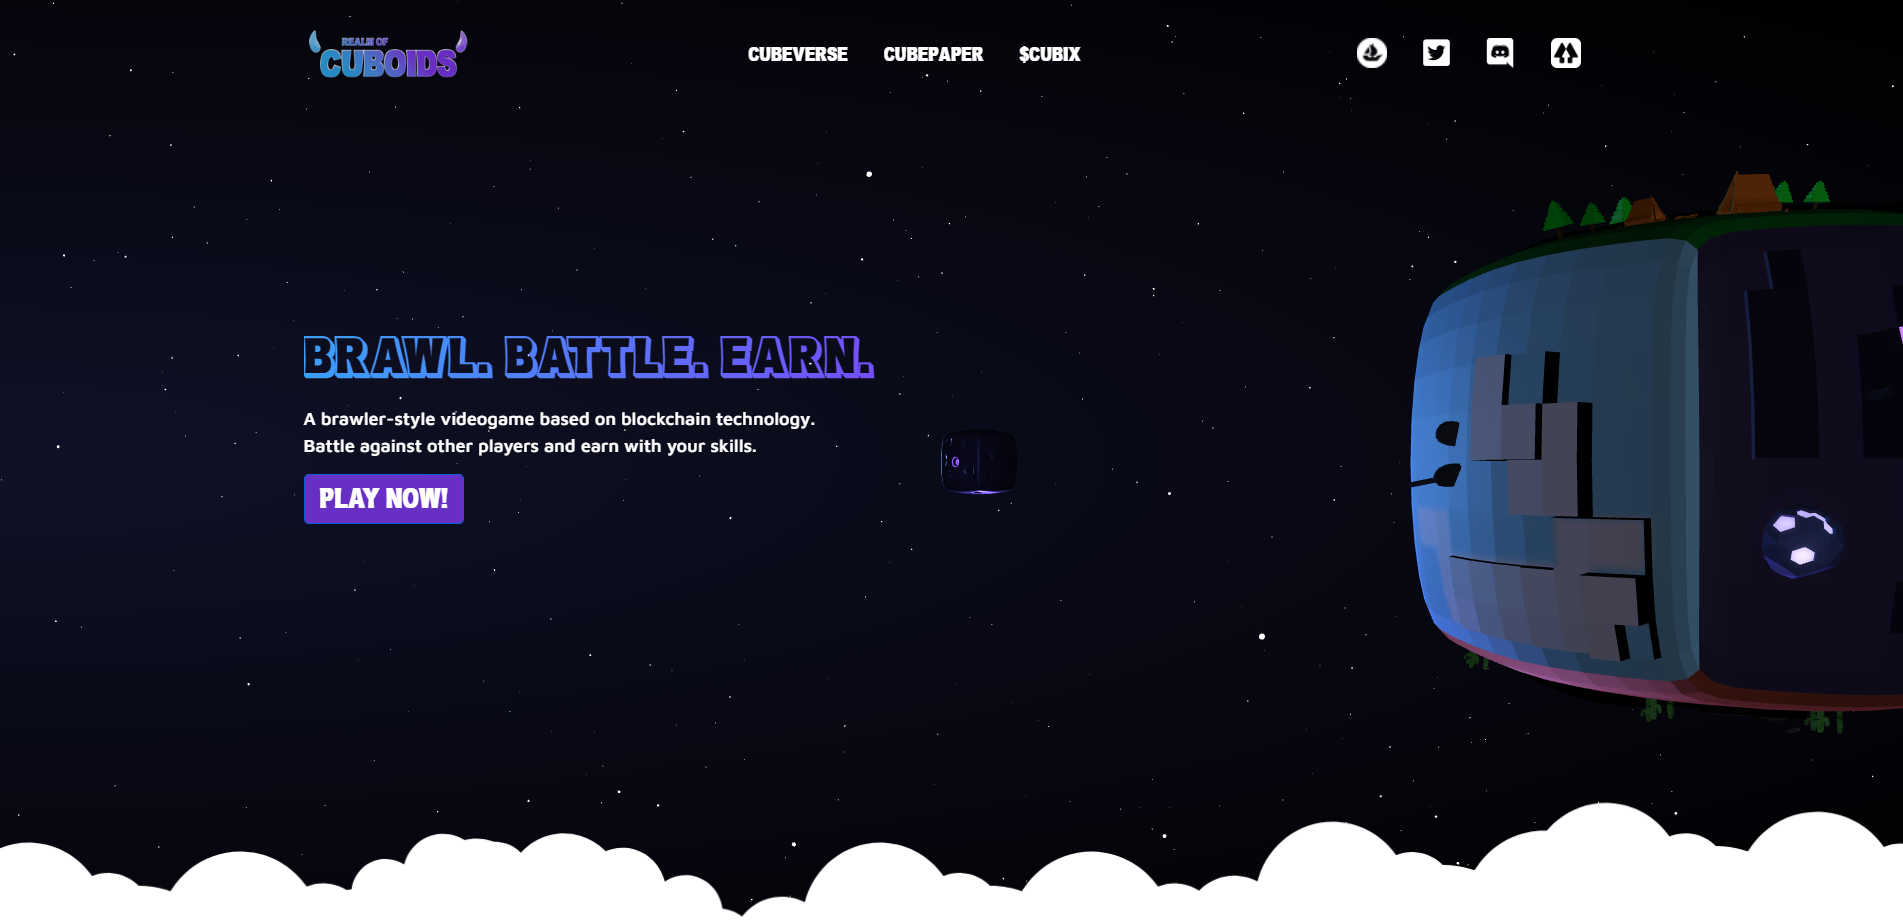 REALM OF
CUBOIDS
CUBEVERSE CUBEPAPER $CUBIX
BRAWL. BATTLE. EARN.
A brawler-style videogame based on blockchain technology.
Battle against other players and earn with your skills.
PLAY NOW!